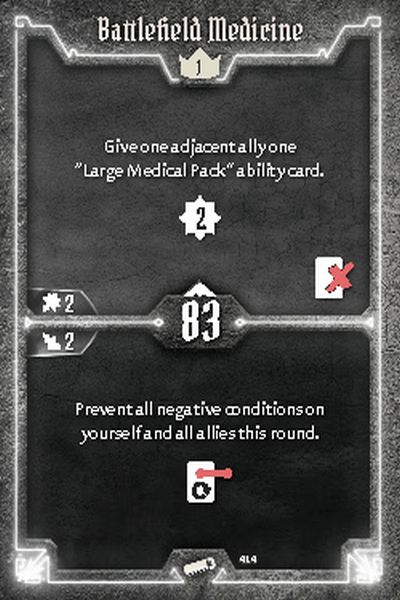 Battlefield Medicine
1
Give one adjacent ally one
"Large Medical Pack" ability card.
2
2
83
2
Prevent all negative conditions on
yourself and all allies this round.
414